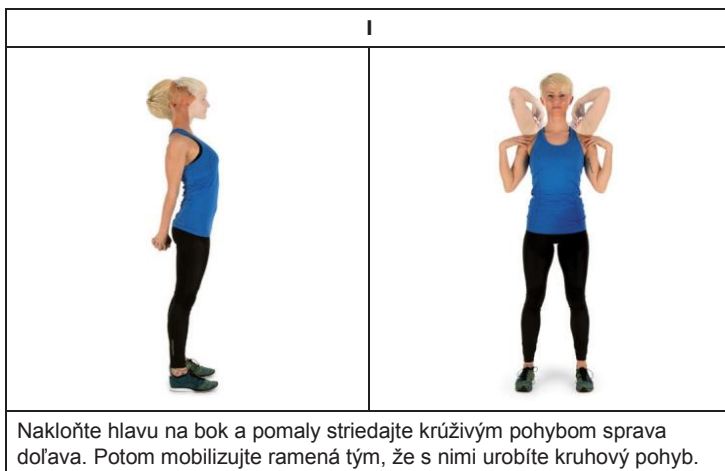 I
Nakloňte hlavu na bok a pomaly striedajte krúživým pohybom sprava
doľava. Potom mobilizujte ramená tým, že s nimi urobíte kruhový pohyb.